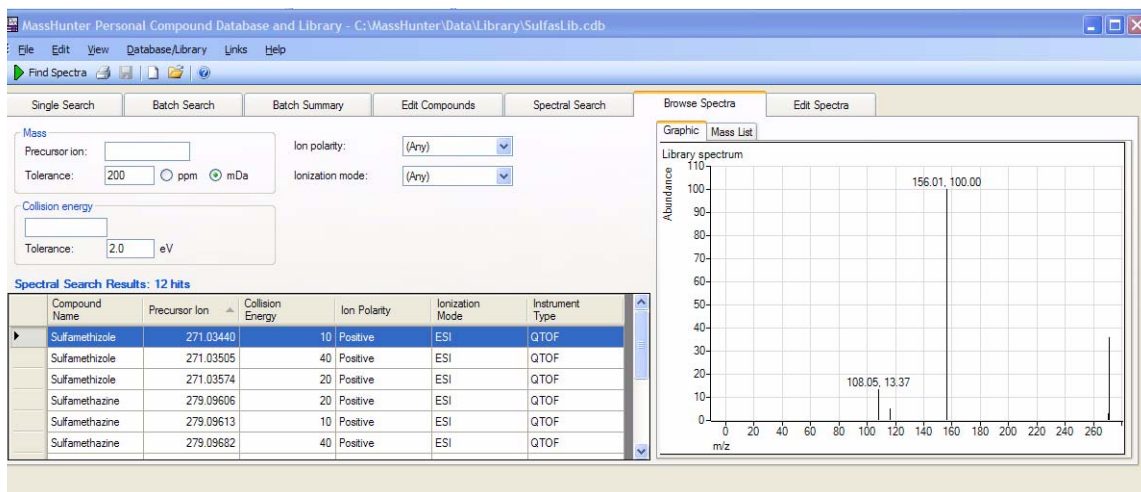 MassHunter Personal Compound Database and Library - C:\MassHunter\Data\Library\SulfasLib.cdb
File Edit View Database/Library Links Help
Find Spectra
Single Search Batch Search Batch Summary Edit Compounds Spectral Search Browse Spectra Edit Spectra
Mass
Precursor ion:
Tolerance: 200 ppm mDa
Ion polarity: (Any)
Ionization mode: (Any)
Collision energy
Tolerance: 2.0 eV
Spectral Search Results: 12 hits
Compound Name Precursor Ion Collision Energy Ion Polarity Ionization Mode Instrument Type
Sulfamethizole 271.03440 10 Positive ESI QTOF
Sulfamethizole 271.03505 40 Positive ESI QTOF
Sulfamethizole 271.03574 20 Positive ESI QTOF
Sulfamethazine 279.09606 20 Positive ESI QTOF
Sulfamethazine 279.09613 10 Positive ESI QTOF
Sulfamethazine 279.09682 40 Positive ESI QTOF
Graphic Mass List
Library spectrum
Abundance
110
100
90
80
70
60
50
40
30
20
10
0
156.01, 100.00
108.05, 13.37
0 20 40 60 80 100 120 140 160 180 200 220 240 260
m/z